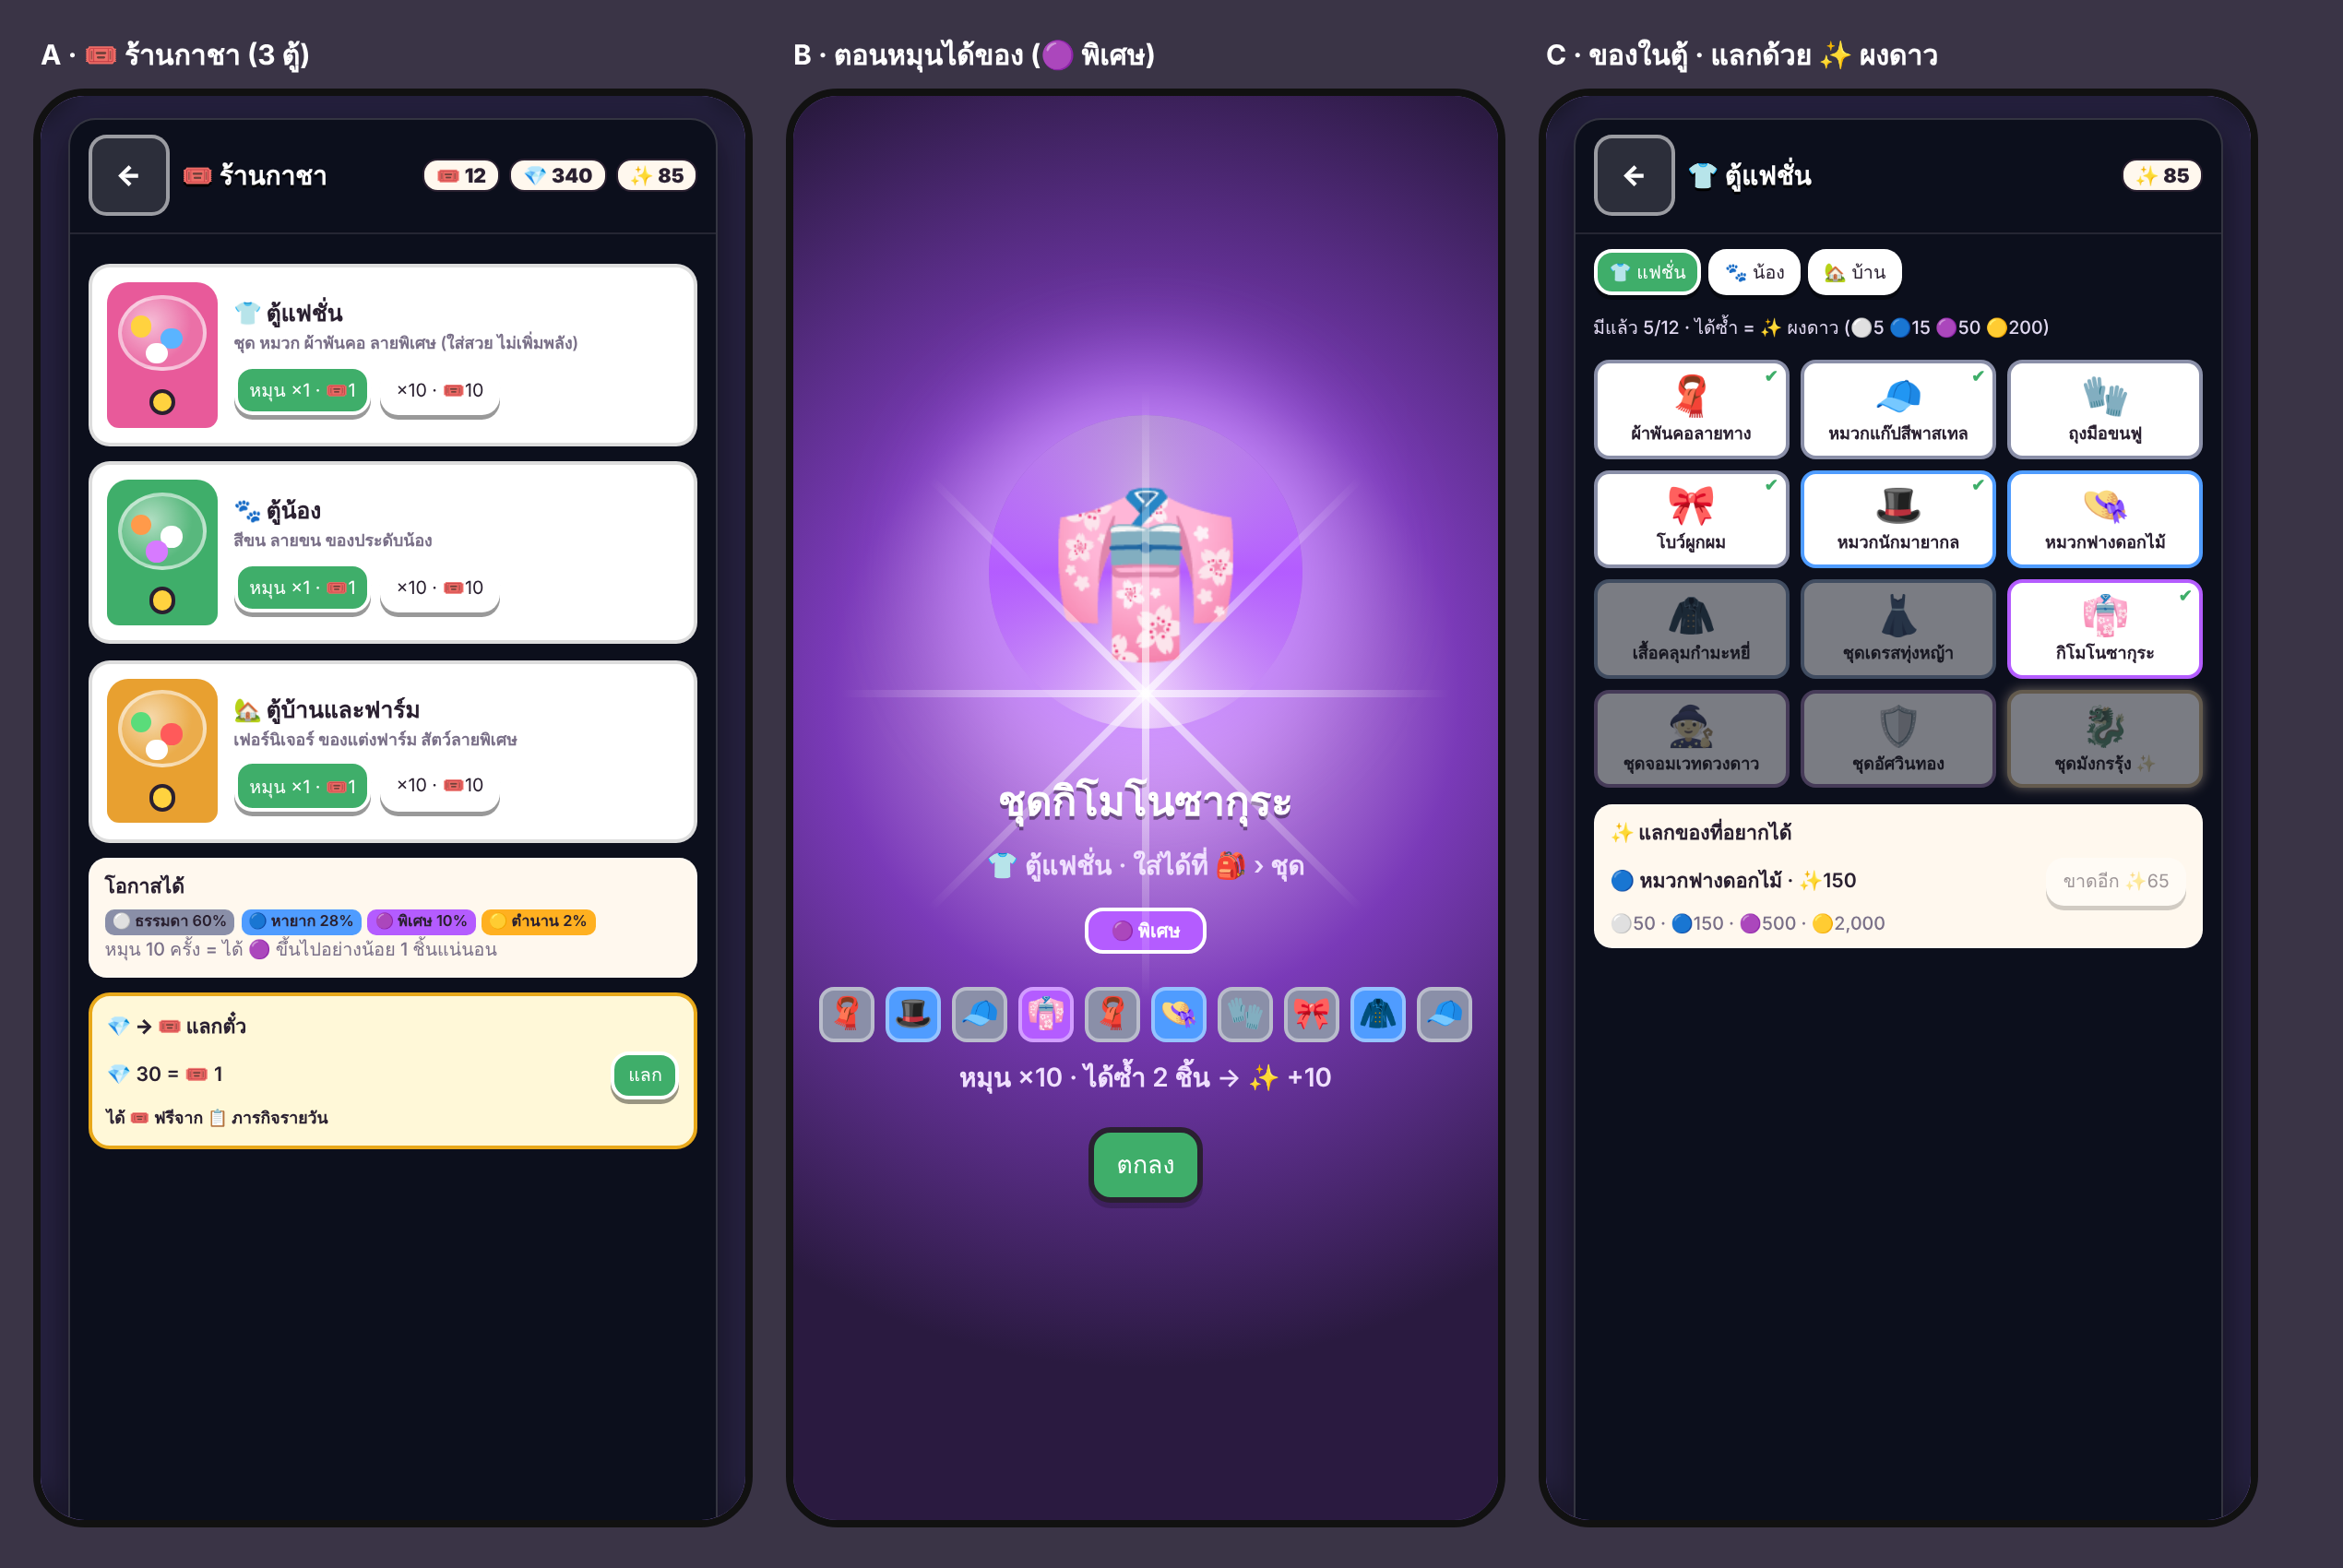 A · 🎟️ ร้านกาชา (3 ตู้)
🎟️ ร้านกาชา
🎟️ 12
💎 340
✨ 85
👕 ตู้แฟชั่น
ชุด หมวก ผ้าพันคอ ลายพิเศษ (ใส่สวย ไม่เพิ่มพลัง)
หมุน ×1 · 🎟️1
×10 · 🎟️10
🐾 ตู้น้อง
สีขน ลายขน ของประดับน้อง
หมุน ×1 · 🎟️1
×10 · 🎟️10
🏡 ตู้บ้านและฟาร์ม
เฟอร์นิเจอร์ ของแต่งฟาร์ม สัตว์ลายพิเศษ
หมุน ×1 · 🎟️1
×10 · 🎟️10
โอกาสได้
⚪ ธรรมดา 60% 🔵 หายาก 28% 🟣 พิเศษ 10% 🟡 ตำนาน 2%
หมุน 10 ครั้ง = ได้ 🟣 ขึ้นไปอย่างน้อย 1 ชิ้นแน่นอน
💎 → 🎟️ แลกตั๋ว
💎 30 = 🎟️ 1
แลก
ได้ 🎟️ ฟรีจาก 📋 ภารกิจรายวัน
B · ตอนหมุนได้ของ (🟣 พิเศษ)
ชุดกิโมโนซากุระ
👕 ตู้แฟชั่น · ใส่ได้ที่ 🎒 › ชุด
🟣 พิเศษ
หมุน ×10 · ได้ซ้ำ 2 ชิ้น → ✨ +10
ตกลง
C · ของในตู้ · แลกด้วย ✨ ผงดาว
👕 ตู้แฟชั่น
✨ 85
👕 แฟชั่น
🐾 น้อง
🏡 บ้าน
มีแล้ว 5/12 · ได้ซ้ำ = ✨ ผงดาว (⚪5 🔵15 🟣50 🟡200)
ผ้าพันคอลายทาง
หมวกแก๊ปสีพาสเทล
ถุงมือขนฟู
โบว์ผูกผม
หมวกนักมายากล
หมวกฟางดอกไม้
เสื้อคลุมกำมะหยี่
ชุดเดรสทุ่งหญ้า
กิโมโนซากุระ
ชุดจอมเวทดวงดาว
ชุดอัศวินทอง
ชุดมังกรรุ้ง ✨
✨ แลกของที่อยากได้
🔵 หมวกฟางดอกไม้ · ✨150
ขาดอีก ✨65
⚪50 · 🔵150 · 🟣500 · 🟡2,000